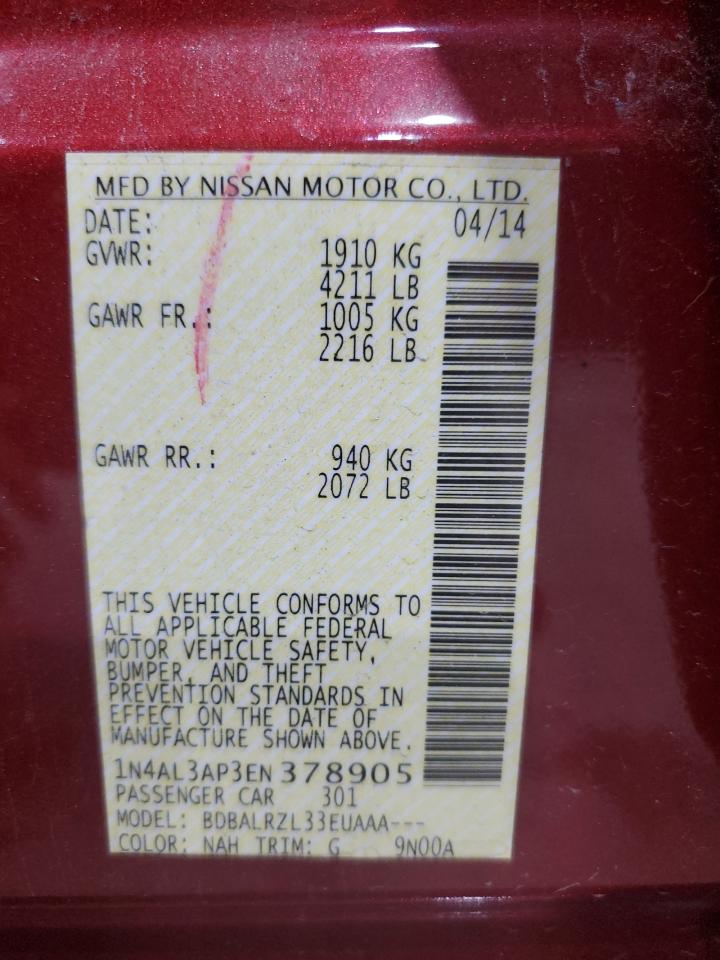 MFD BY NISSAN MOTOR CO., LTD.
DATE: 04/14
GVWR: 1910 KG
4211 LB
GAWR FR.: 1005 KG
2216 LB
GAWR RR.: 940 KG
2072 LB
THIS VEHICLE CONFORMS TO
ALL APPLICABLE FEDERAL
MOTOR VEHICLE SAFETY,
BUMPER, AND THEFT
PREVENTION STANDARDS IN
EFFECT ON THE DATE OF
MANUFACTURE SHOWN ABOVE.
1N4AL3AP3EN378905
PASSENGER CAR 301
MODEL: BDBALRZL33EUAAA---
COLOR: NAH TRIM: G 9N00A